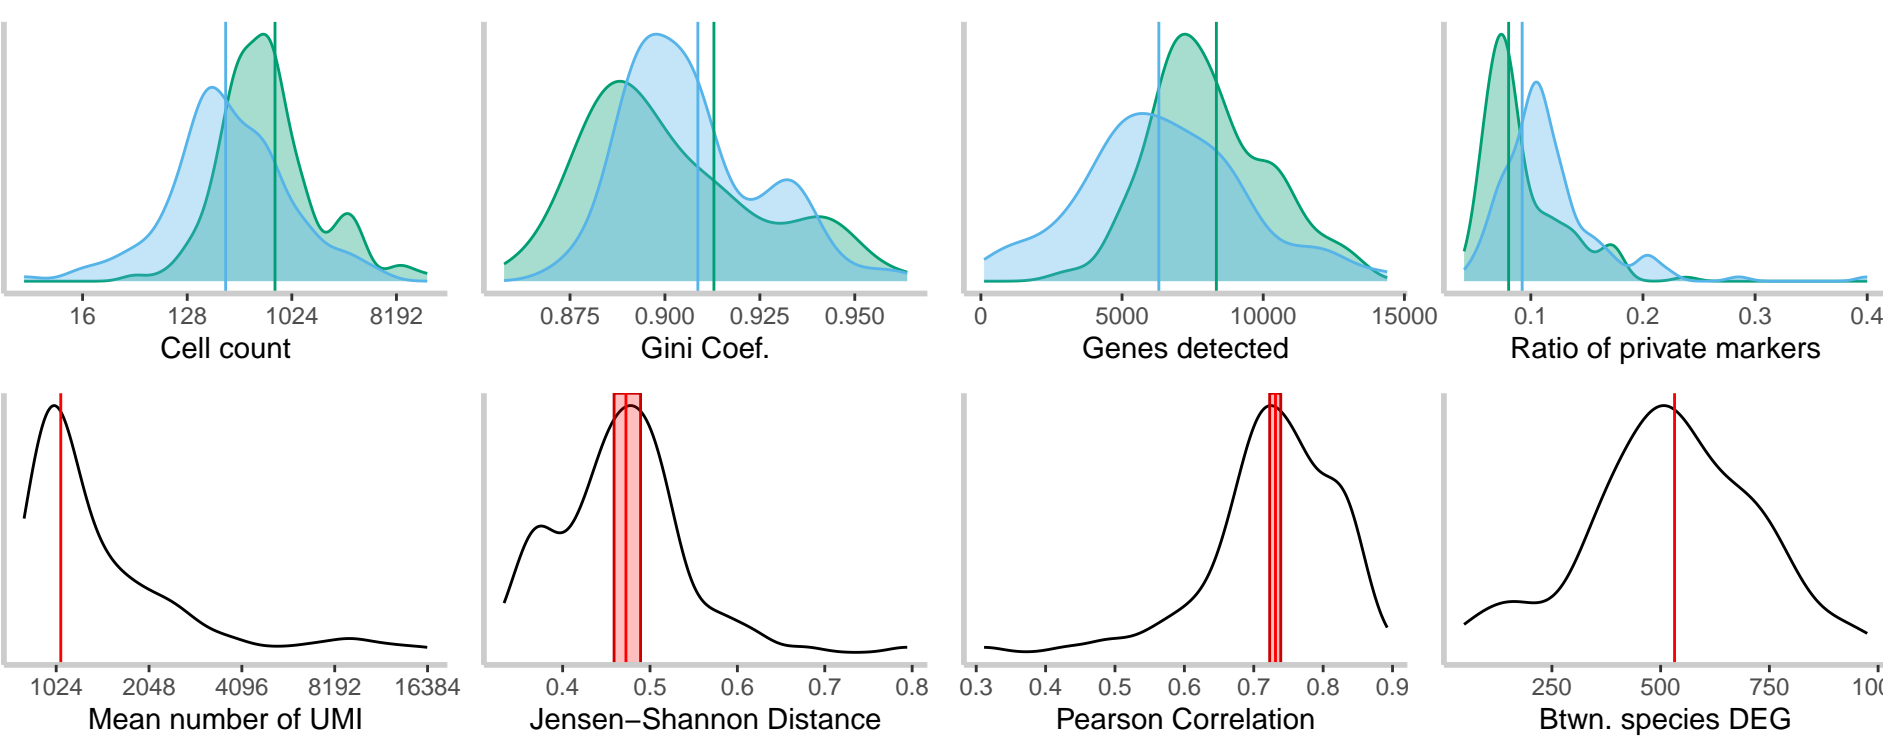 16 128 1024 8192
Cell count
0.875 0.900 0.925 0.950
Gini Coef.
0 5000 10000 15000
Genes detected
0.1 0.2 0.3 0.4
Ratio of private markers
1024 2048 4096 8192 16384
Mean number of UMI
0.4 0.5 0.6 0.7 0.8
Jensen−Shannon Distance
0.3 0.4 0.5 0.6 0.7 0.8 0.9
Pearson Correlation
250 500 750
Btwn. species DEG